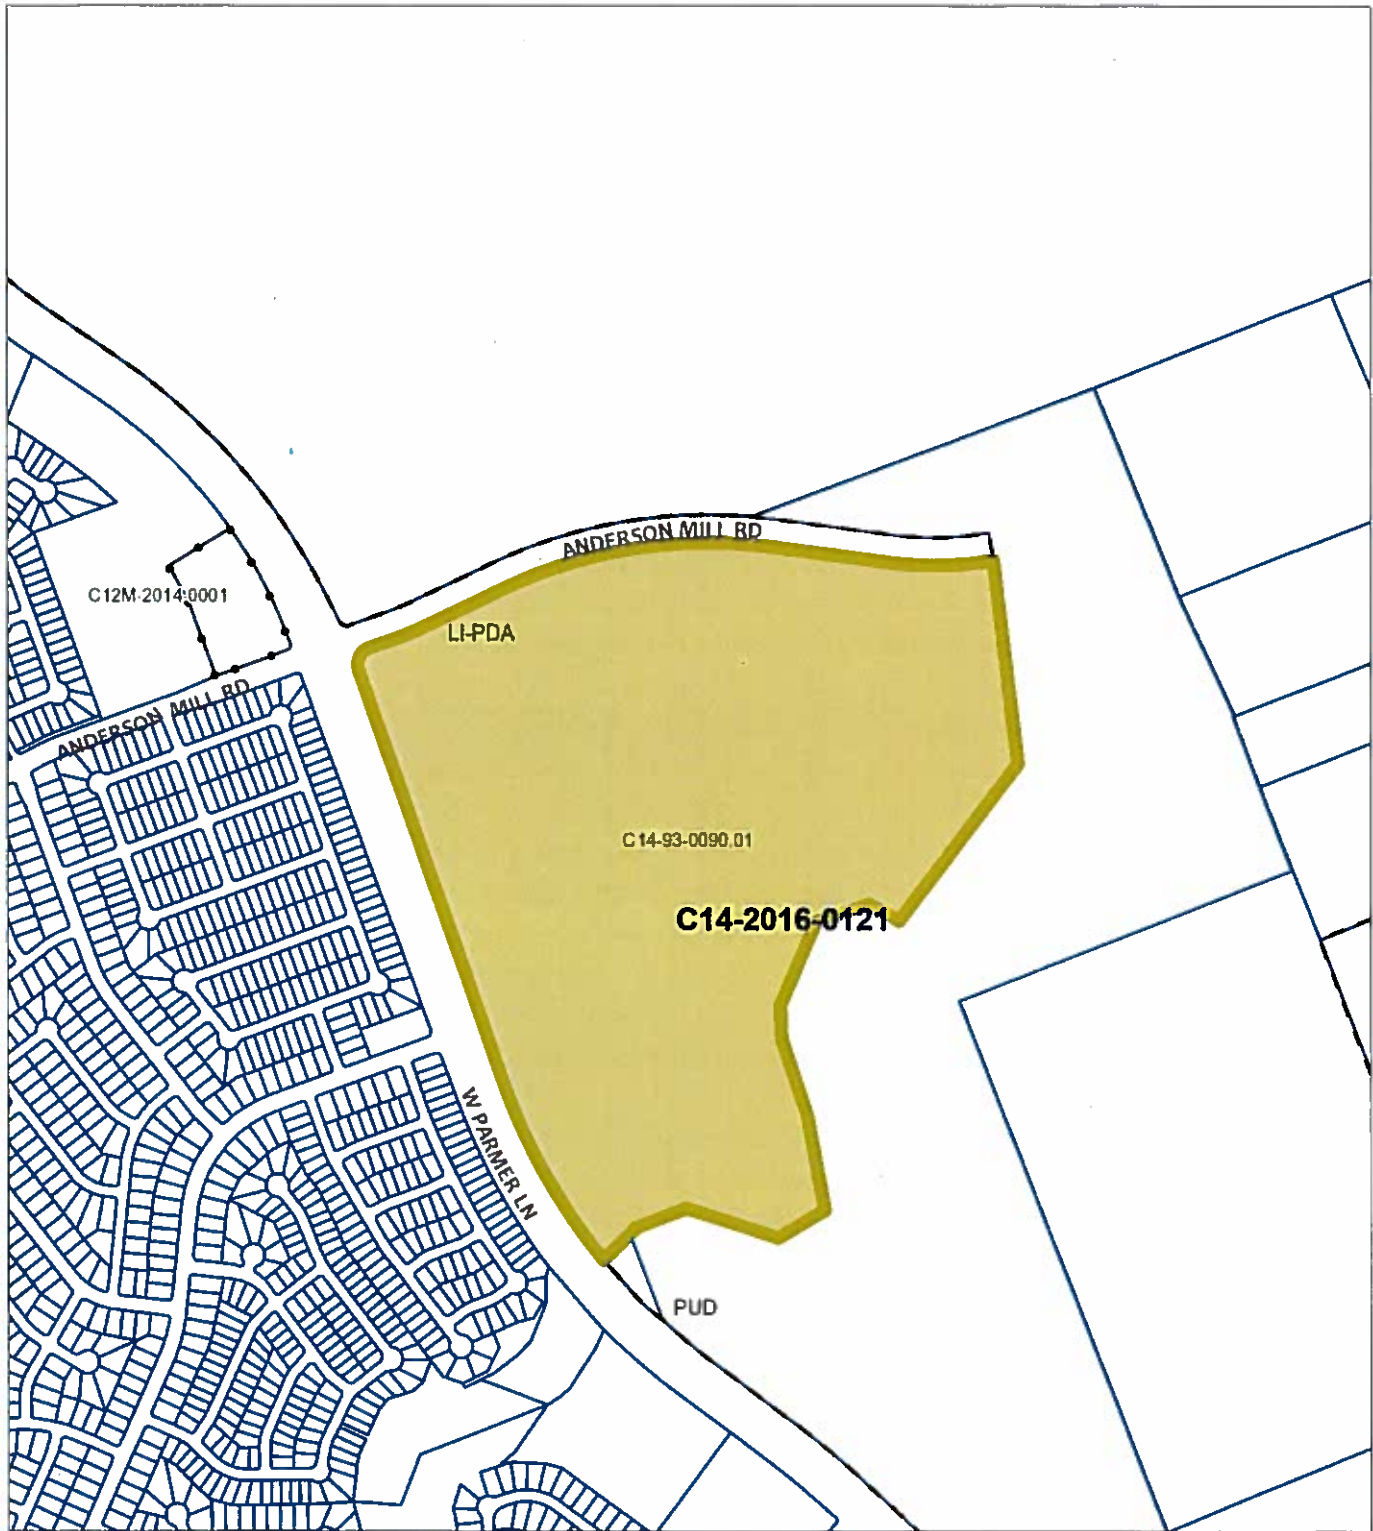 ANDERSON MILL RD
C12M-2014-0001
LI-PDA
ANDERSON MILL RD
C14-93-0090.01
C14-2016-0121
W PARMER LN
PUD